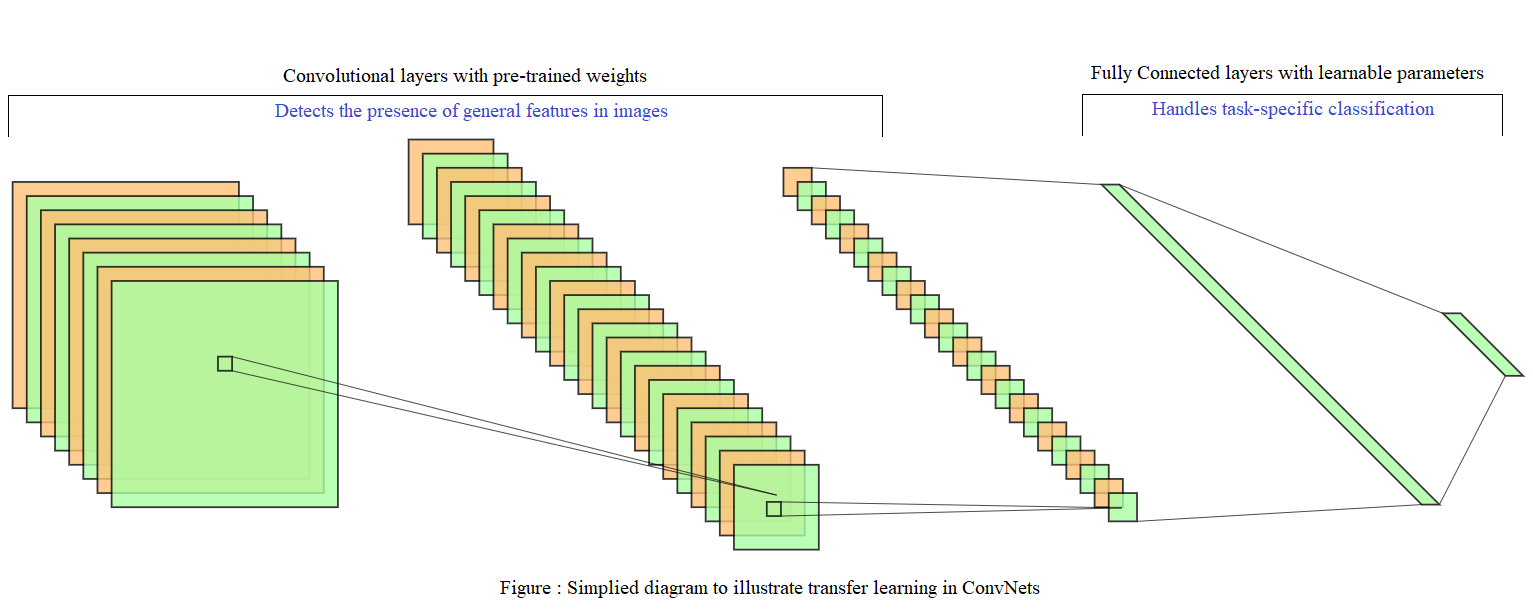 Convolutional layers with pre-trained weights
Detects the presence of general features in images
Fully Connected layers with learnable parameters
Handles task-specific classification
Figure : Simplied diagram to illustrate transfer learning in ConvNets